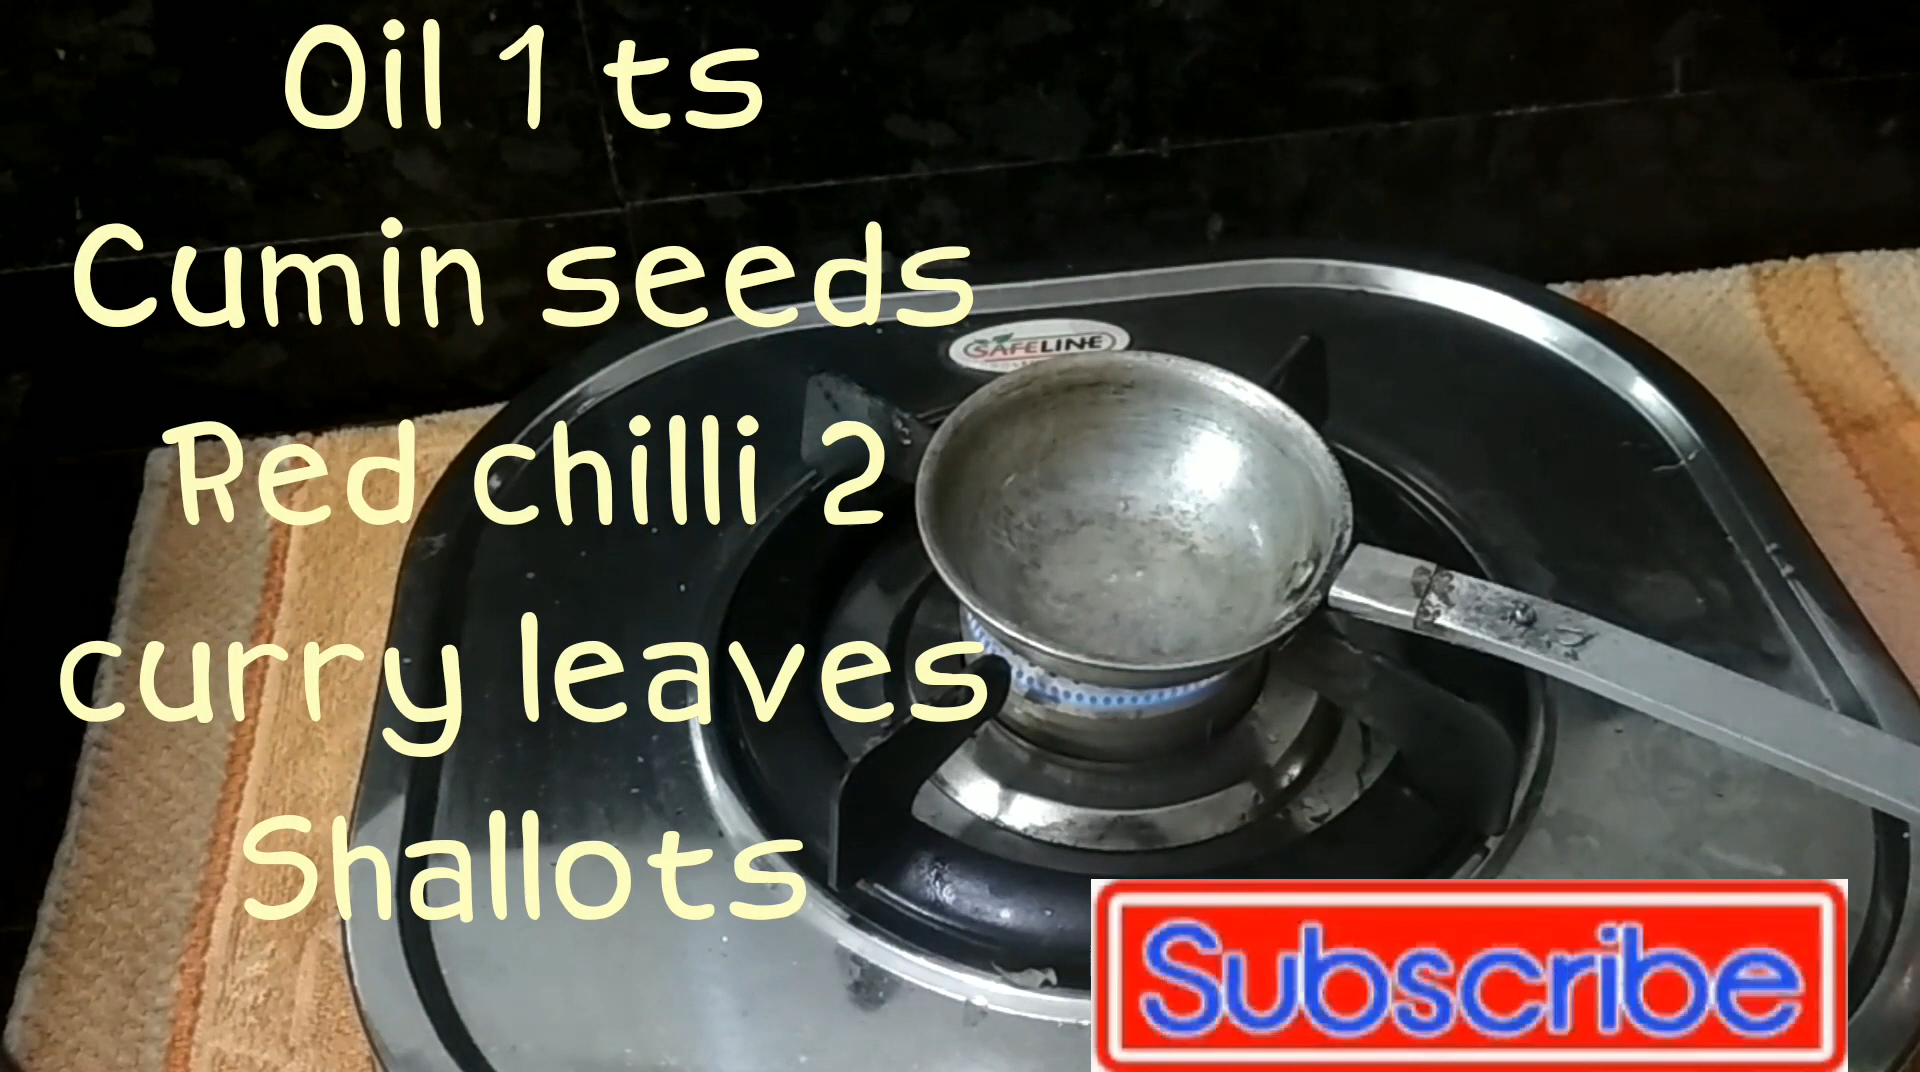 Oil 1 ts
Cumin seeds
SAFELINE
Red chilli 2
curry leaves
Shallots
Subscribe